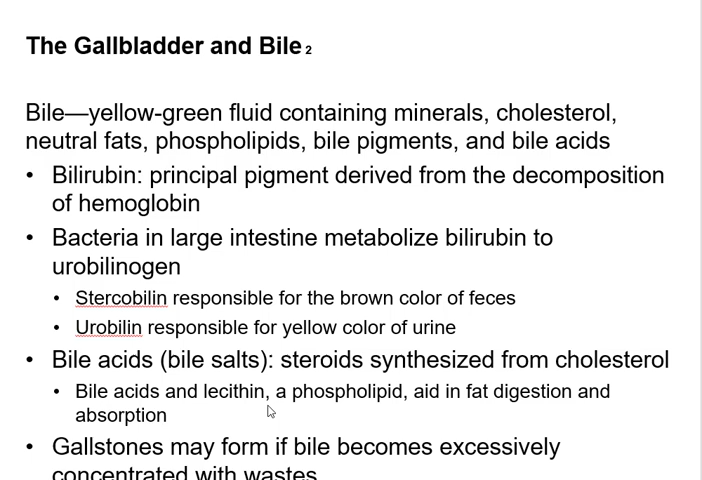 The Gallbladder and Bile 2
Bile—yellow-green fluid containing minerals, cholesterol,
neutral fats, phospholipids, bile pigments, and bile acids
• Bilirubin: principal pigment derived from the decomposition
of hemoglobin
• Bacteria in large intestine metabolize bilirubin to
urobilinogen
• Stercobilin responsible for the brown color of feces
• Urobilin responsible for yellow color of urine
• Bile acids (bile salts): steroids synthesized from cholesterol
• Bile acids and lecithin, a phospholipid, aid in fat digestion and
absorption
• Gallstones may form if bile becomes excessively
concentrated with wastes